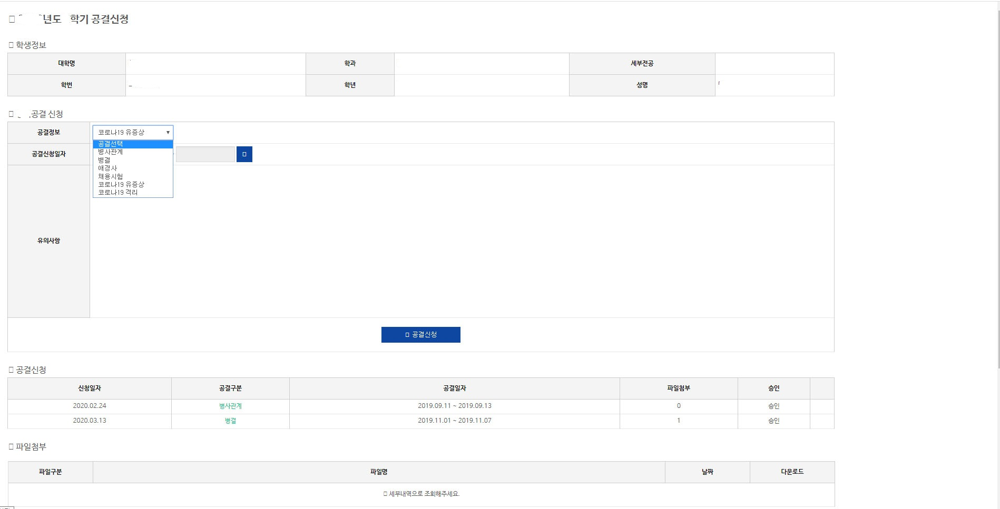 년도 학기 공결신청
학생정보
대학명 학과 세부전공
학번 학년 성명
공결 신청
공결정보 코로나19 유증상
공결선택
병사관계
공결신청일자
병결
애경사
채용시험
코로나19 유증상
코로나19 격리
유의사항
공결신청
공결신청
신청일자 공결구분 공결일자 파일첨부 승인
2020.02.24 병사관계 2019.09.11 ~ 2019.09.13 0 승인
2020.03.13 병결 2019.11.01 ~ 2019.11.07 1 승인
파일첨부
파일구분 파일명 날짜 다운로드
세부내역으로 조회해주세요.